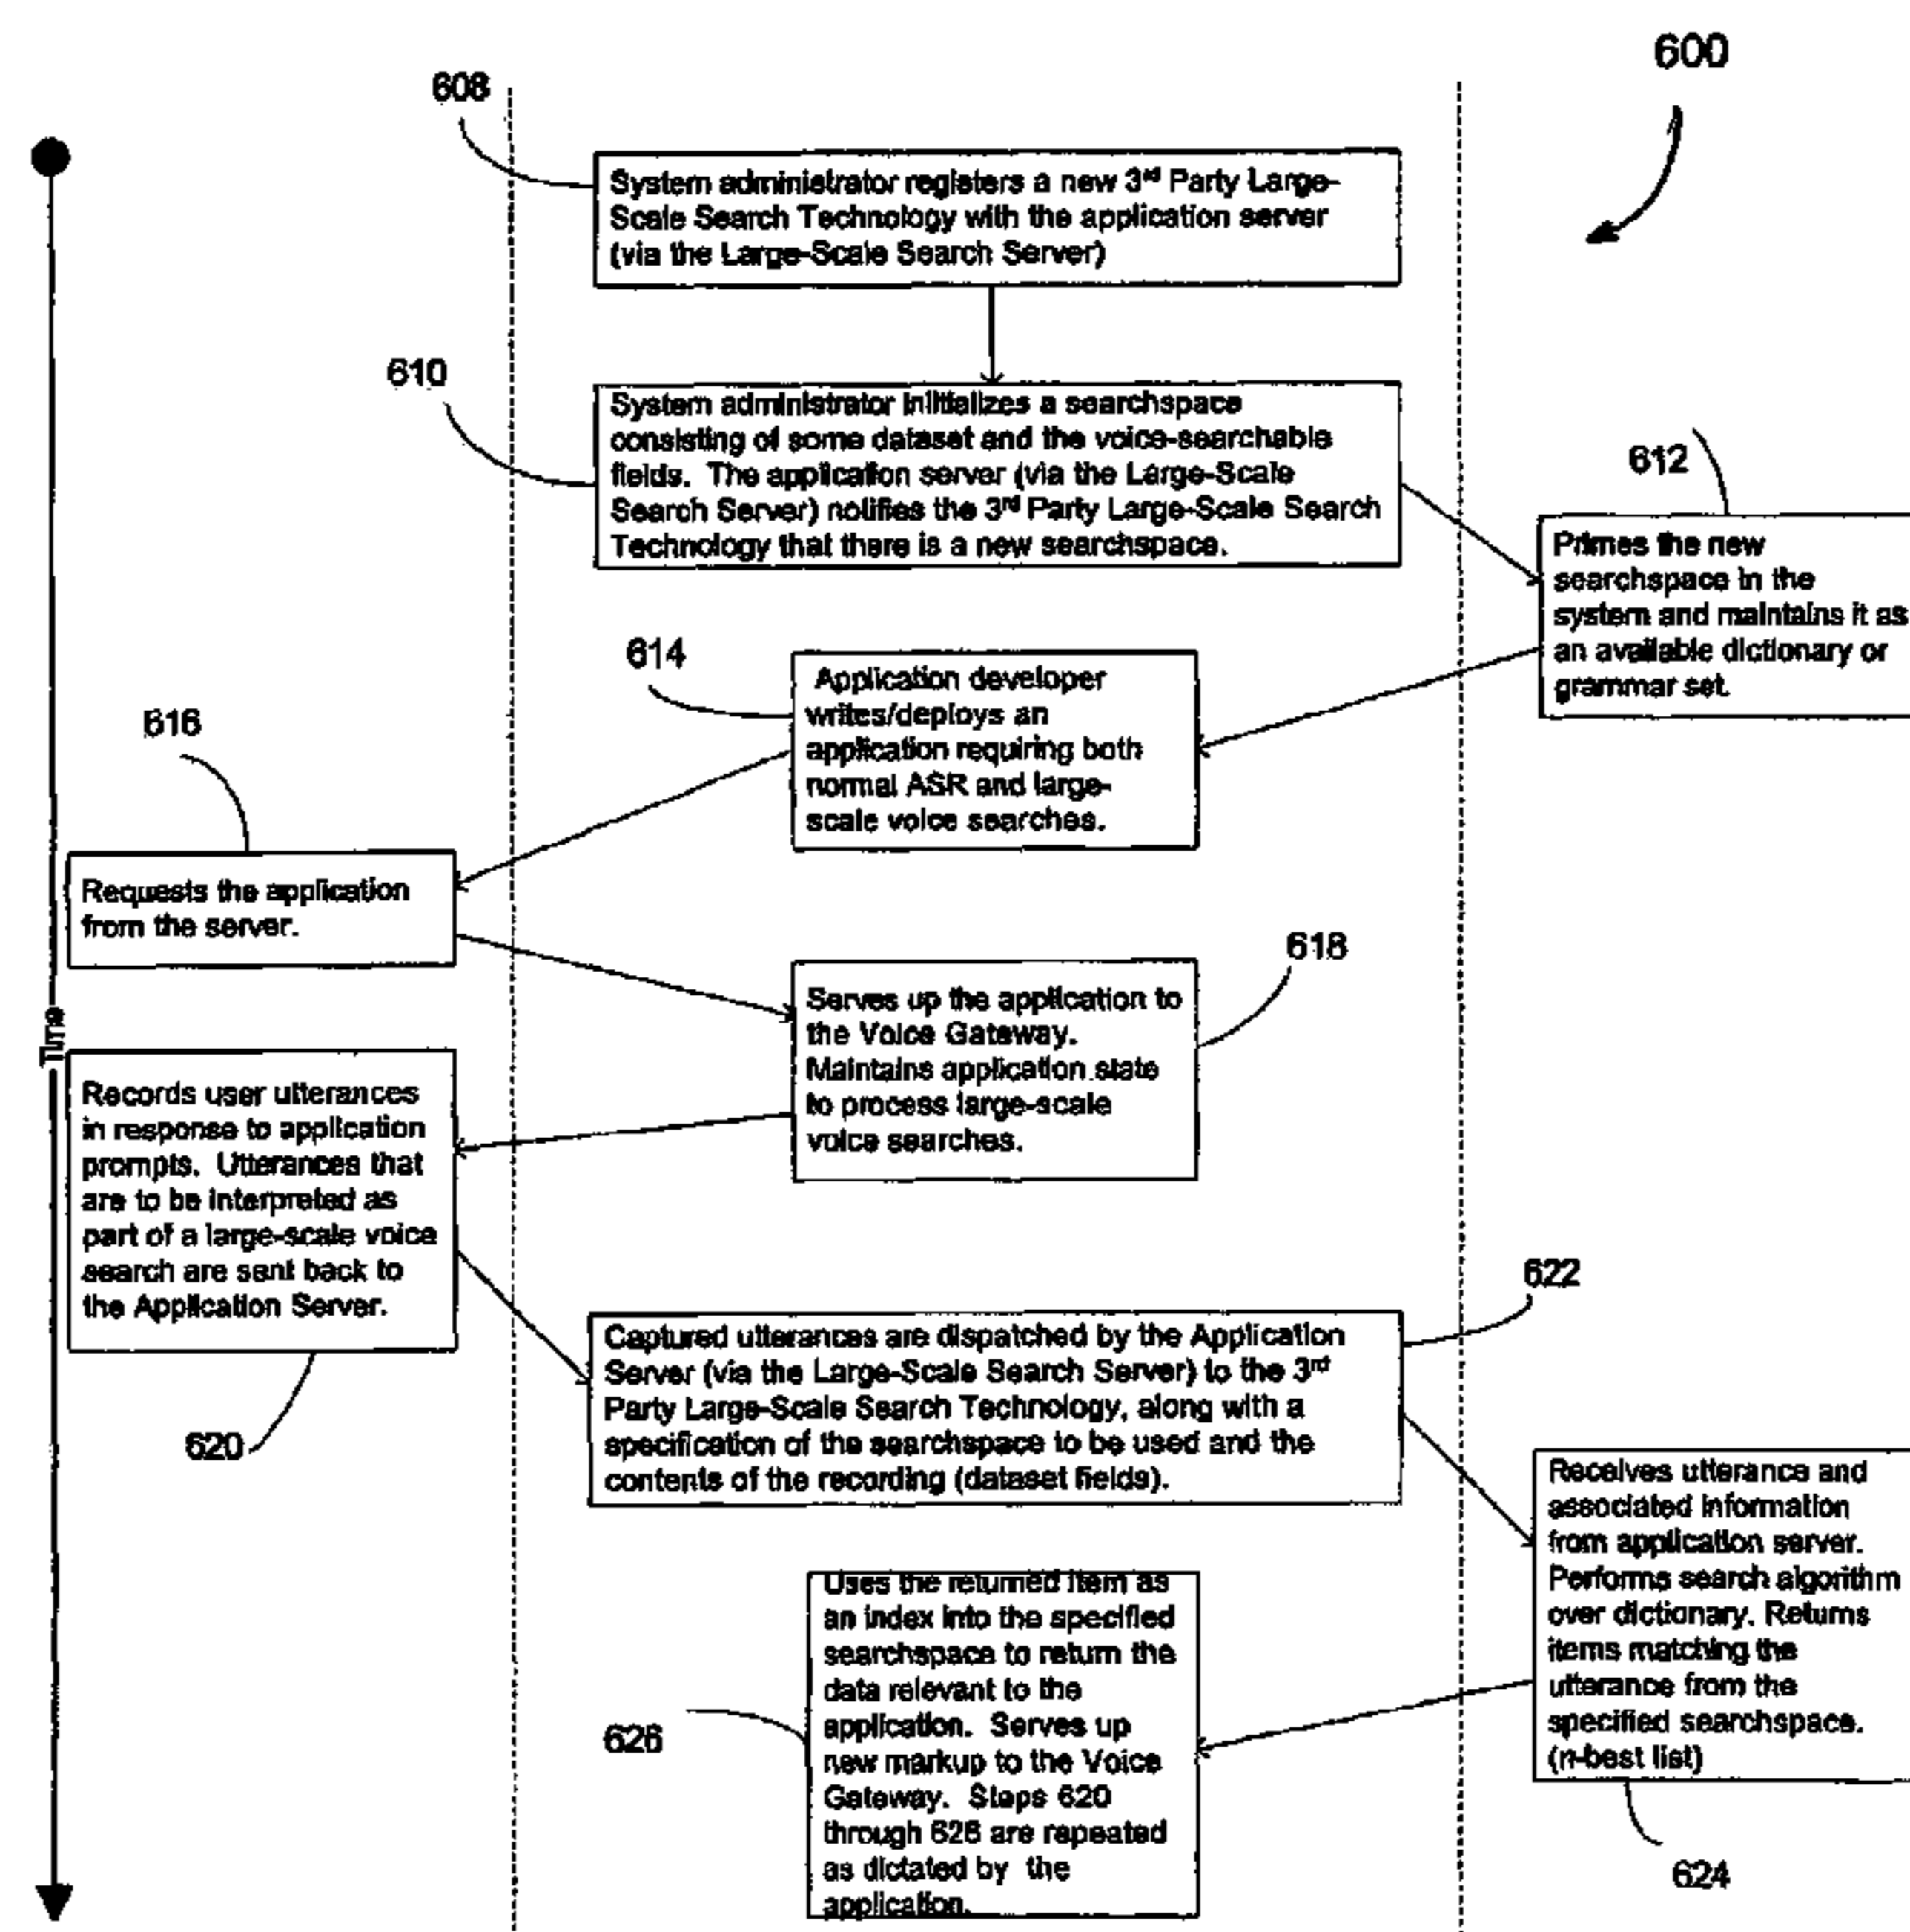 600
608
System administrator registers a new 3rd Party Large-
Scale Search Technology with the application server
(via the Large-Scale Search Server)
610
System administrator initializes a searchspace
consisting of some dataset and the voice-searchable
fields. The application server (via the Large-Scale
Search Server) notifies the 3rd Party Large-Scale Search
Technology that there is a new searchspace.
612
Primes the new
searchspace in the
system and maintains it as
an available dictionary or
grammar set.
614
Application developer
writes/deploys an
application requiring both
normal ASR and large-
scale voice searches.
616
Requests the application
from the server.
618
Serves up the application to
the Voice Gateway.
Maintains application state
to process large-scale
voice searches.
Time
Records user utterances
in response to application
prompts. Utterances that
are to be interpreted as
part of a large-scale voice
search are sent back to
the Application Server.
620
622
Captured utterances are dispatched by the Application
Server (via the Large-Scale Search Server) to the 3rd
Party Large-Scale Search Technology, along with a
specification of the searchspace to be used and the
contents of the recording (dataset fields).
Receives utterance and
associated information
from application server.
Performs search algorithm
over dictionary. Returns
items matching the
utterance from the
specified searchspace.
(n-best list)
624
Uses the returned item as
an index into the specified
searchspace to return the
data relevant to the
application. Serves up
new markup to the Voice
Gateway. Steps 620
through 626 are repeated
as dictated by the
application.
626